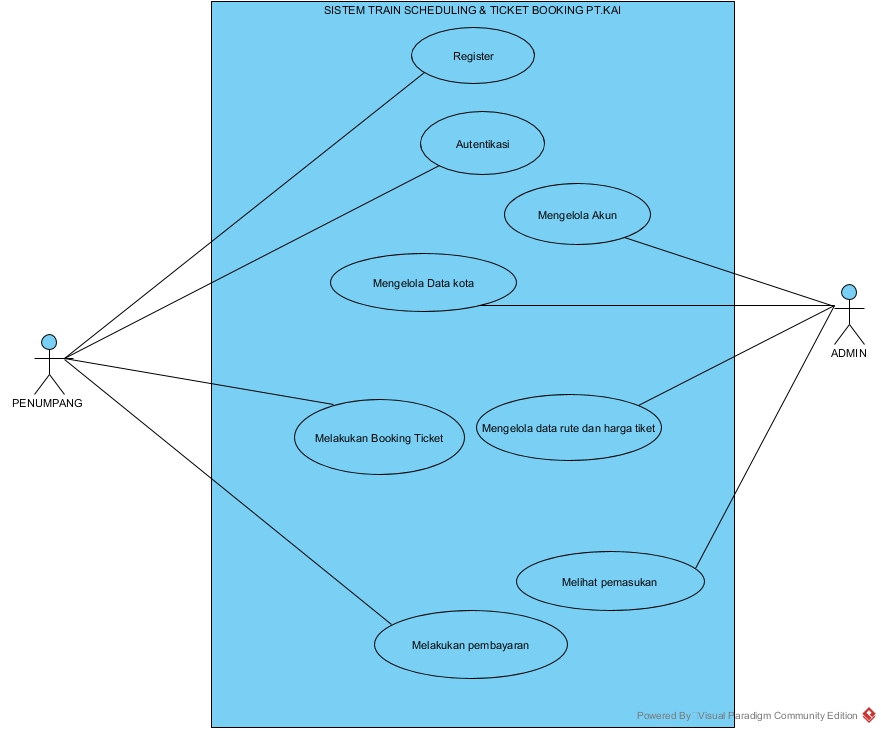 SISTEM TRAIN SCHEDULING & TICKET BOOKING PT.KAI
Register
Autentikasi
Mengelola Akun
Mengelola Data kota
ADMIN
PENUMPANG
Mengelola data rute dan harga tiket
Melakukan Booking Ticket
Melihat pemasukan
Melakukan pembayaran
Powered By Visual Paradigm Community Edition